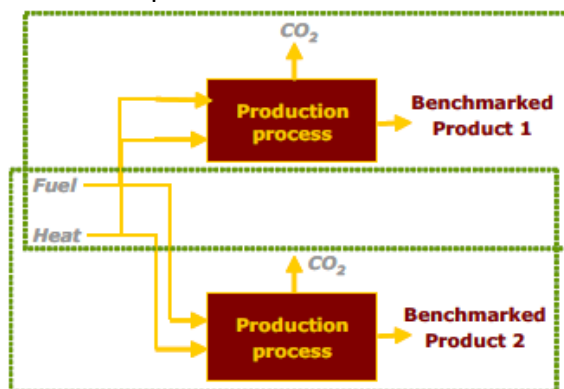 CO2
Production
process
Benchmarked
Product 1
Fuel
Heat
CO2
Production
process
Benchmarked
Product 2